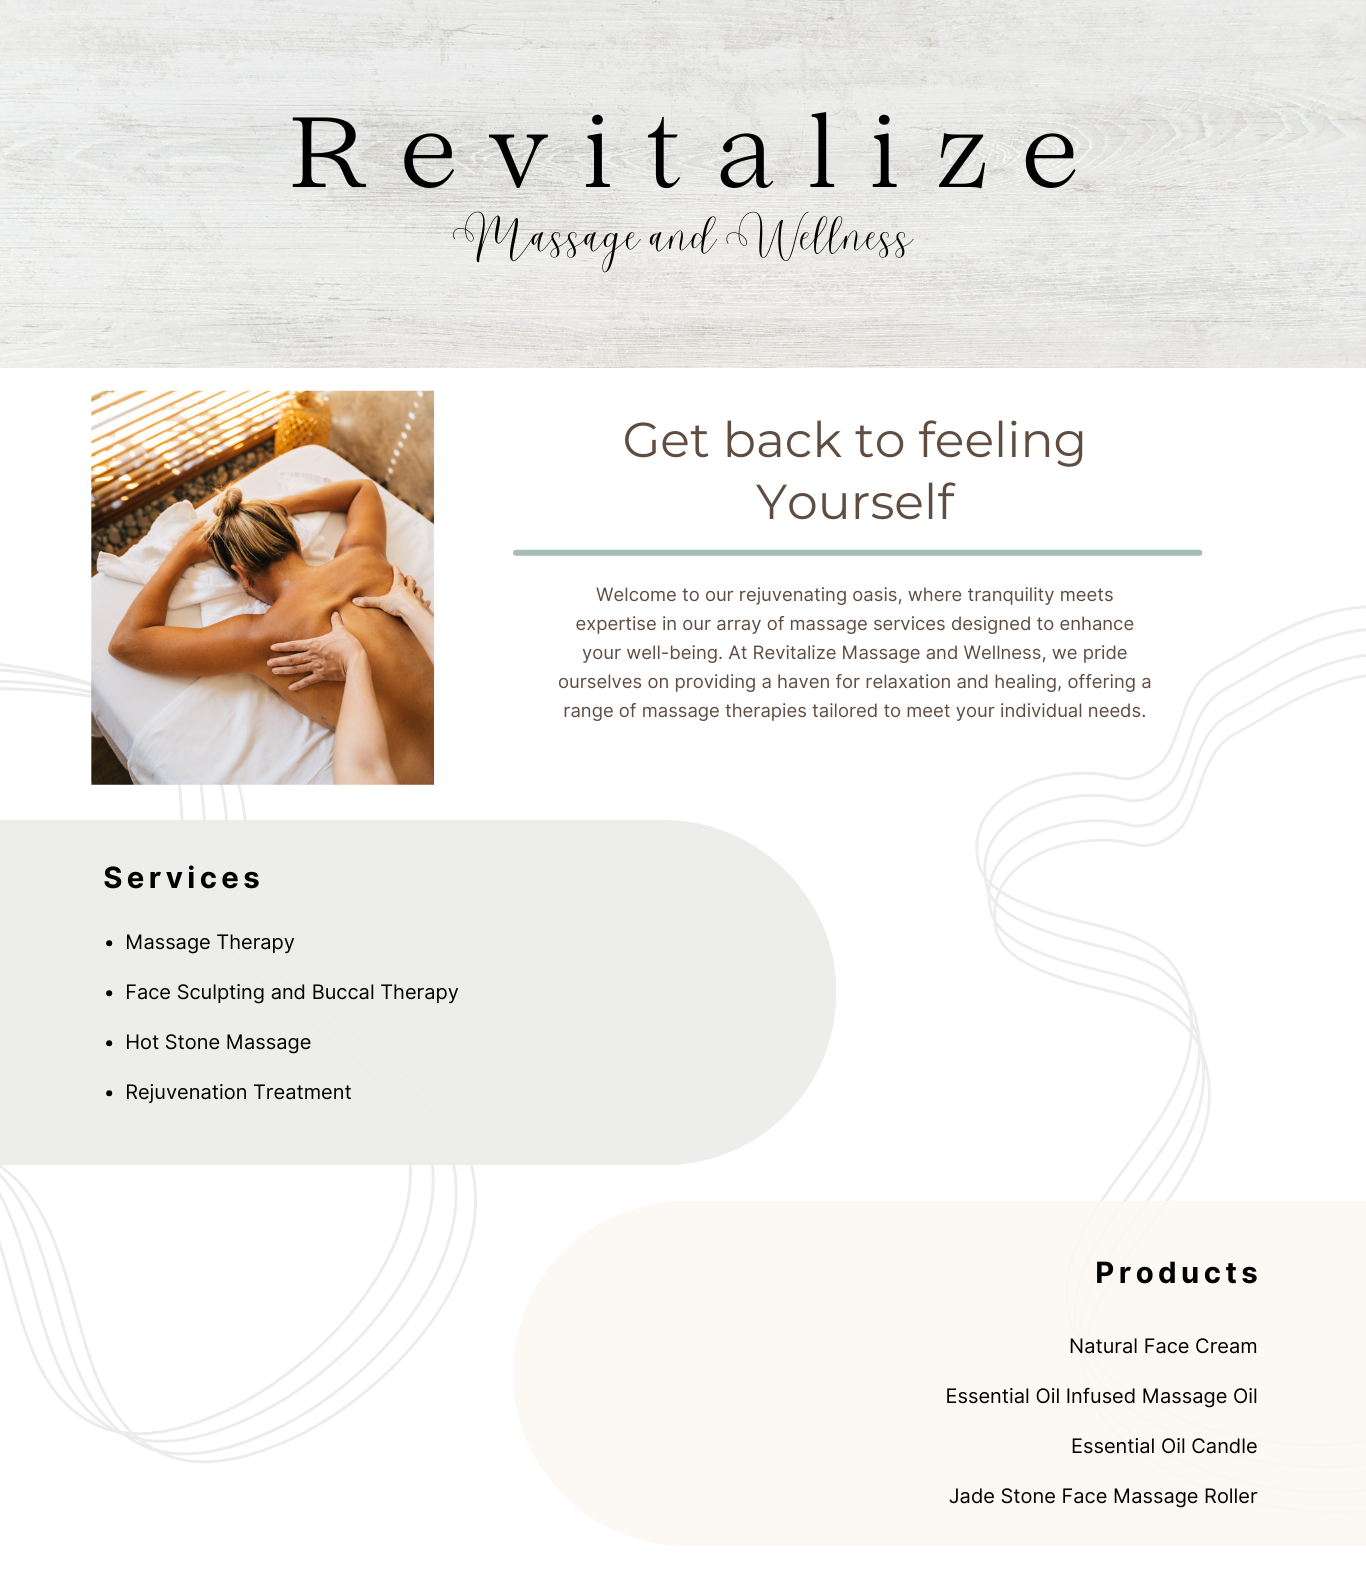 Revitalize
Massage and Wellness
Get back to feeling
Yourself
Welcome to our rejuvenating oasis, where tranquility meets
expertise in our array of massage services designed to enhance
your well-being. At Revitalize Massage and Wellness, we pride
ourselves on providing a haven for relaxation and healing, offering a
range of massage therapies tailored to meet your individual needs.
Services
• Massage Therapy
• Face Sculpting and Buccal Therapy
• Hot Stone Massage
• Rejuvenation Treatment
Products
Natural Face Cream
Essential Oil Infused Massage Oil
Essential Oil Candle
Jade Stone Face Massage Roller